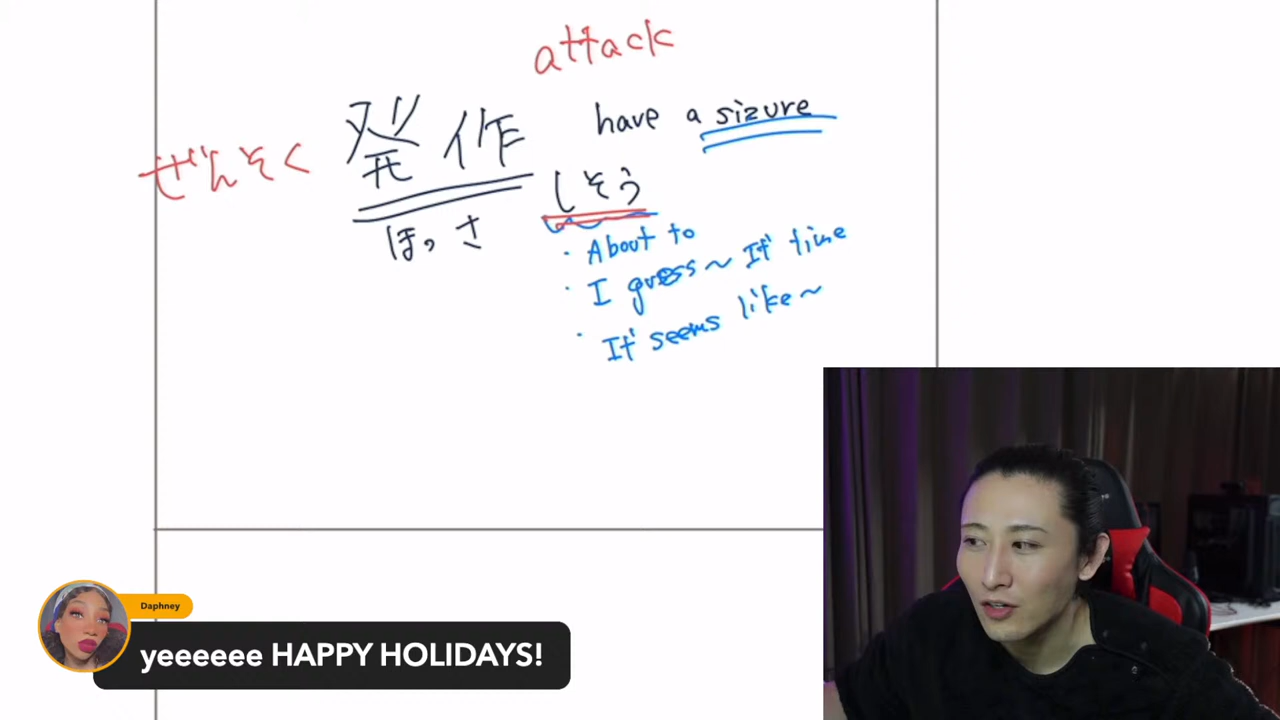 attack
ぜんそく 発作 have a sizure
ほっさ しそう
・About to
・I guess~ It time
・It seems like~
Daphney
yeeeeee HAPPY HOLIDAYS!